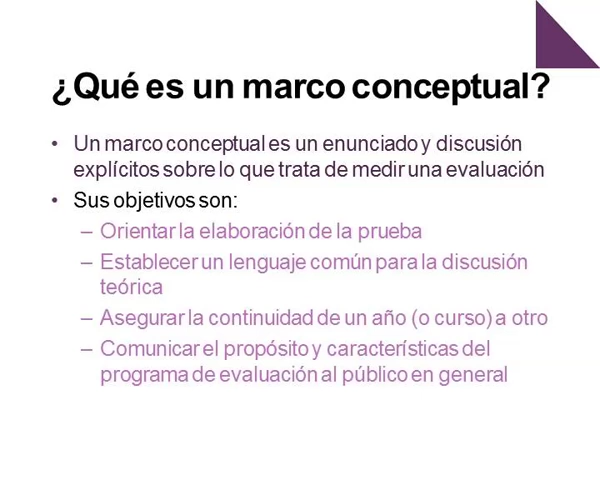 ¿Qué es un marco conceptual?
• Un marco conceptual es un enunciado y discusión
explícitos sobre lo que trata de medir una evaluación
• Sus objetivos son:
– Orientar la elaboración de la prueba
– Establecer un lenguaje común para la discusión
teórica
– Asegurar la continuidad de un año (o curso) a otro
– Comunicar el propósito y características del
programa de evaluación al público en general